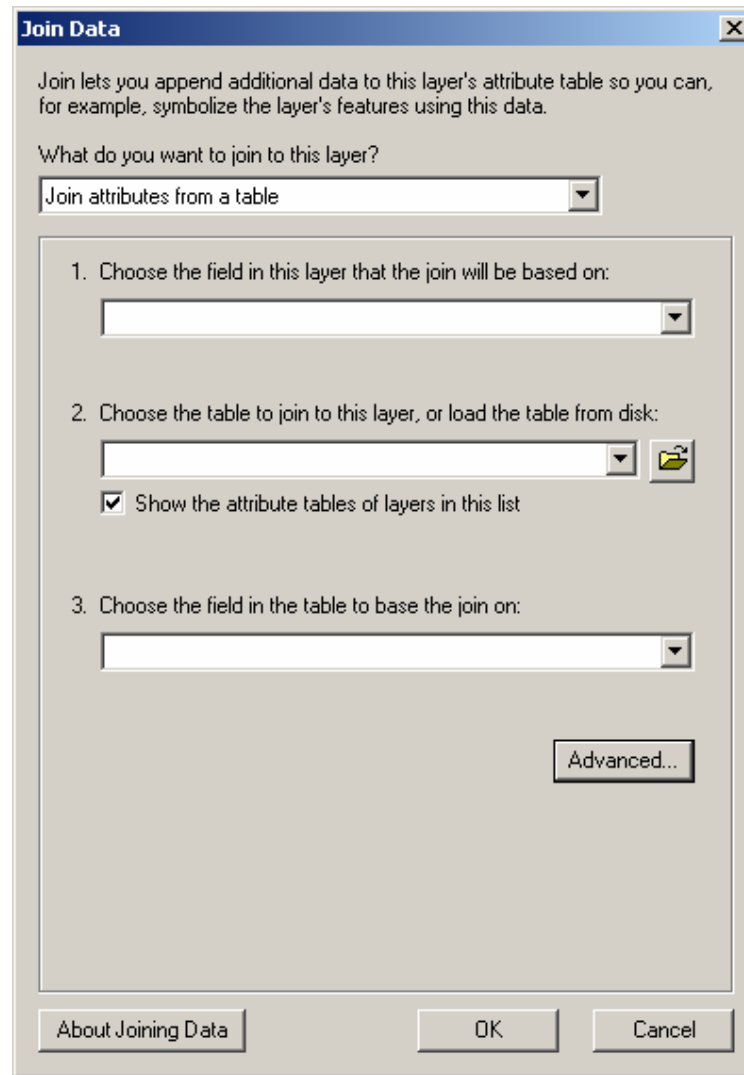 Join Data
Join lets you append additional data to this layer's attribute table so you can,
for example, symbolize the layer's features using this data.
What do you want to join to this layer?
Join attributes from a table
1. Choose the field in this layer that the join will be based on:
2. Choose the table to join to this layer, or load the table from disk:
Show the attribute tables of layers in this list
3. Choose the field in the table to base the join on:
Advanced...
About Joining Data OK Cancel